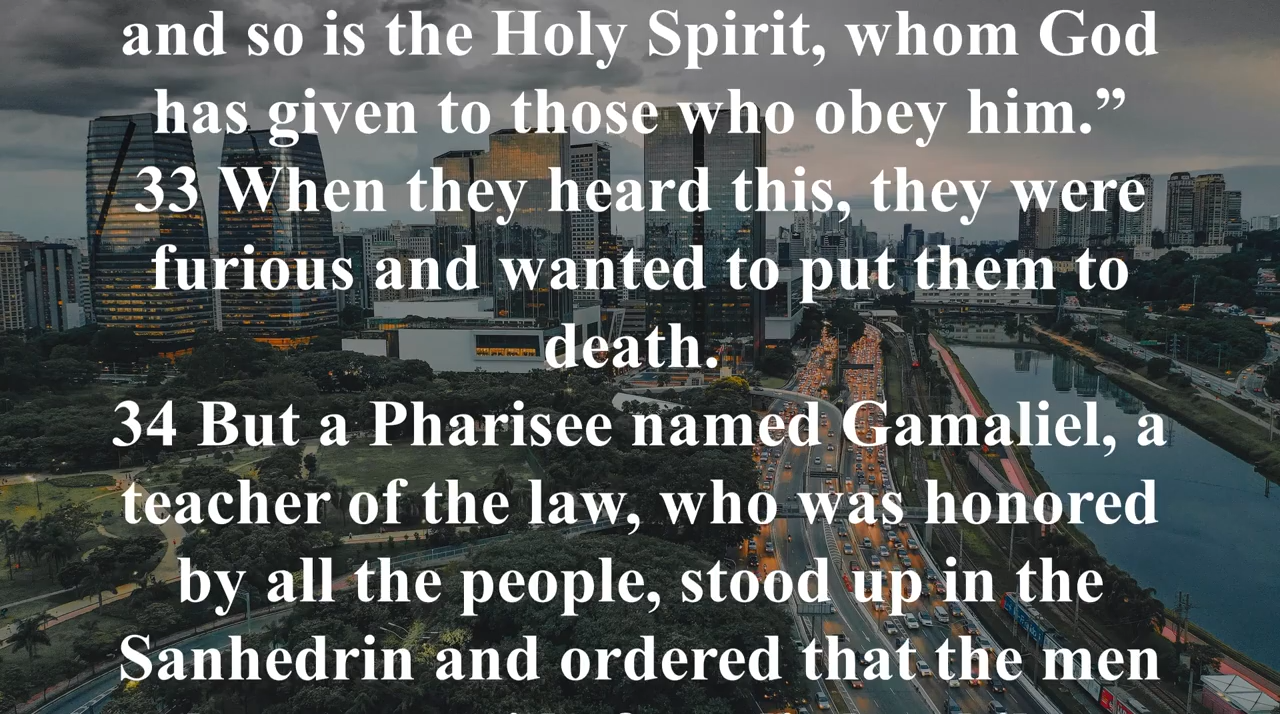 and so is the Holy Spirit, whom God
has given to those who obey him.”
33 When they heard this, they were
furious and wanted to put them to
death.
34 But a Pharisee named Gamaliel, a
teacher of the law, who was honored
by all the people, stood up in the
Sanhedrin and ordered that the men